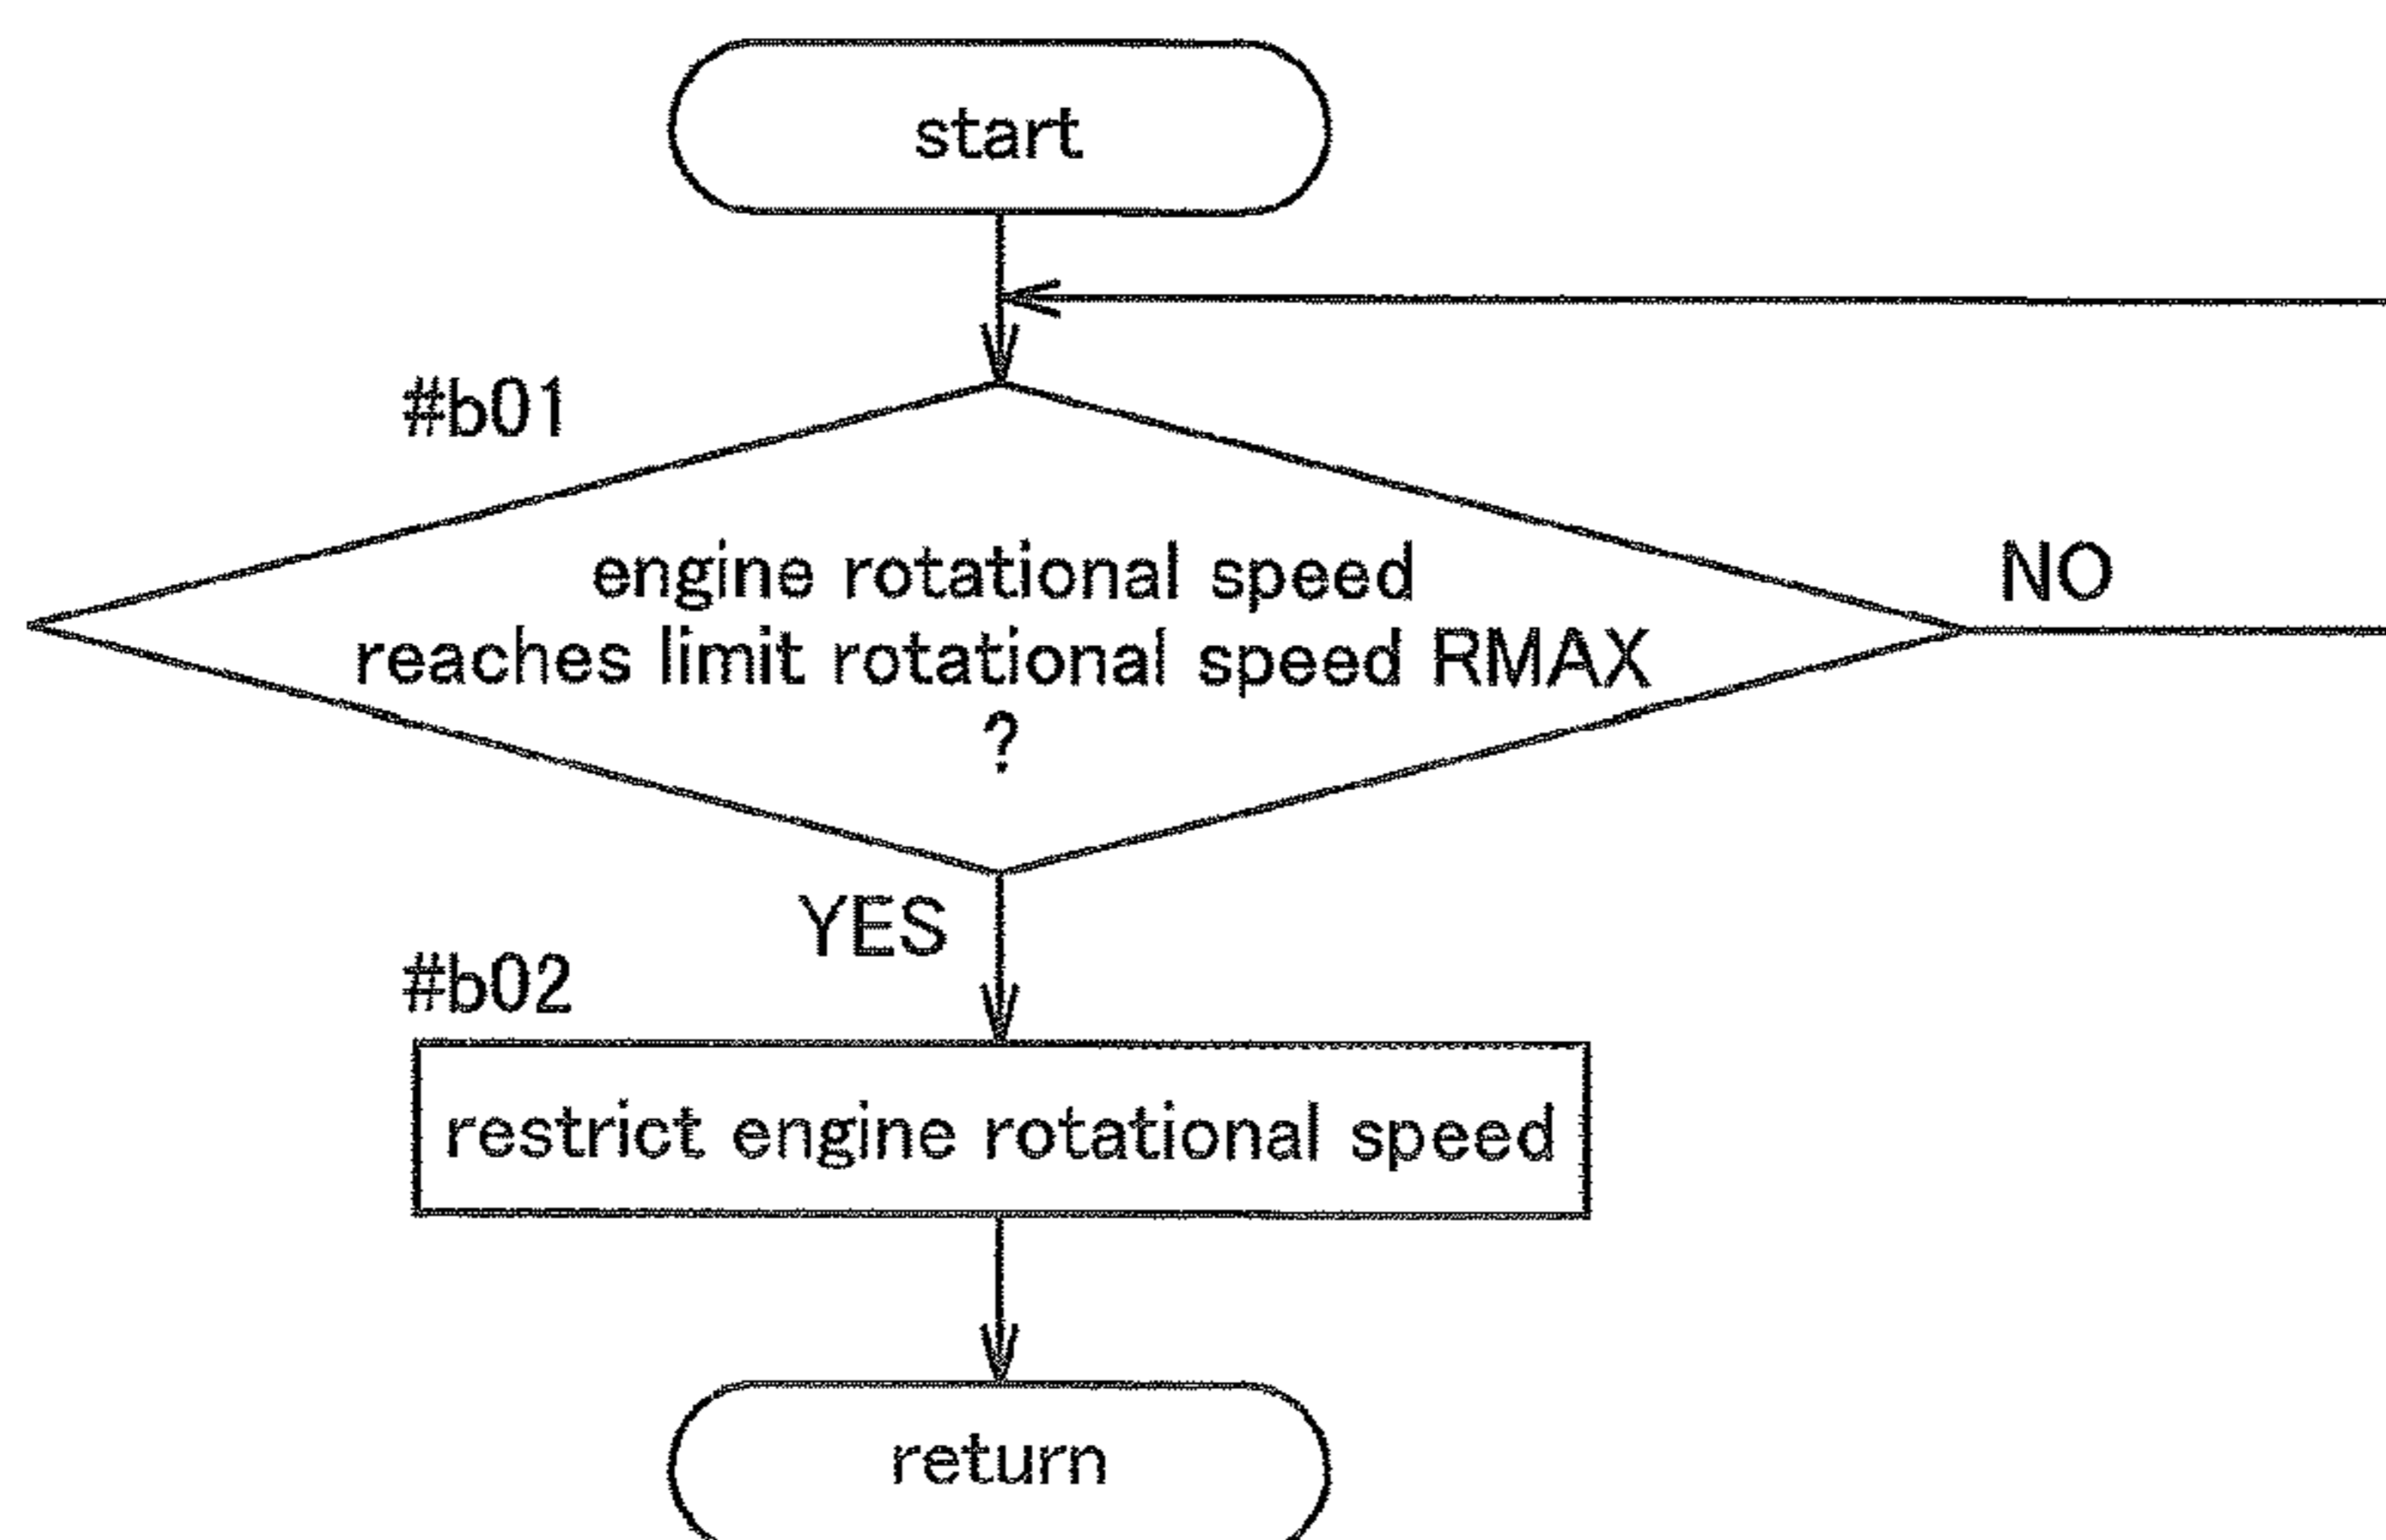 start
#b01
engine rotational speed
reaches limit rotational speed RMAX
?
NO
YES
#b02
restrict engine rotational speed
return